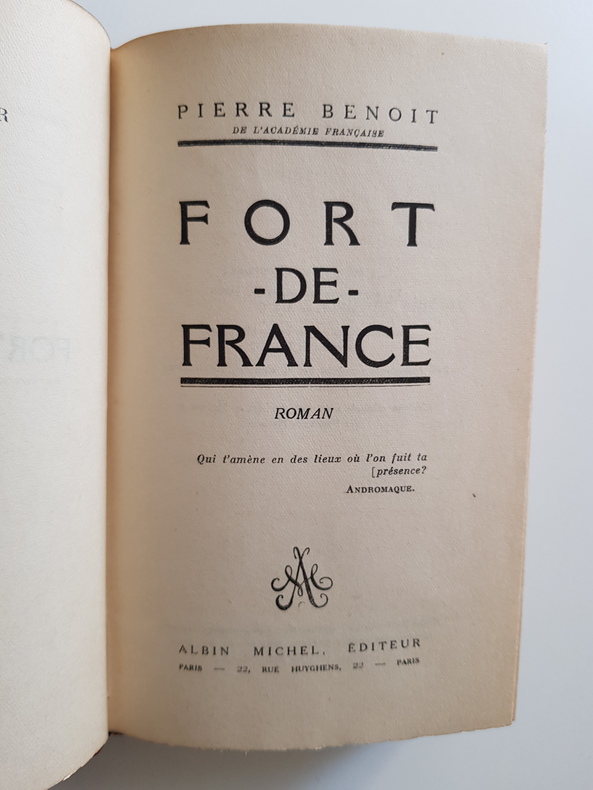 R
PIERRE BENOIT
DE L'ACADÉMIE FRANÇAISE
FORT
-DE-
FRANCE
ROMAN
Qui t'amène en des lieux où l'on fuit ta
[présence?
ANDROMAQUE.
ALBIN MICHEL, ÉDITEUR
PARIS — 22, RUE HUYGHENS, 22 — PARIS